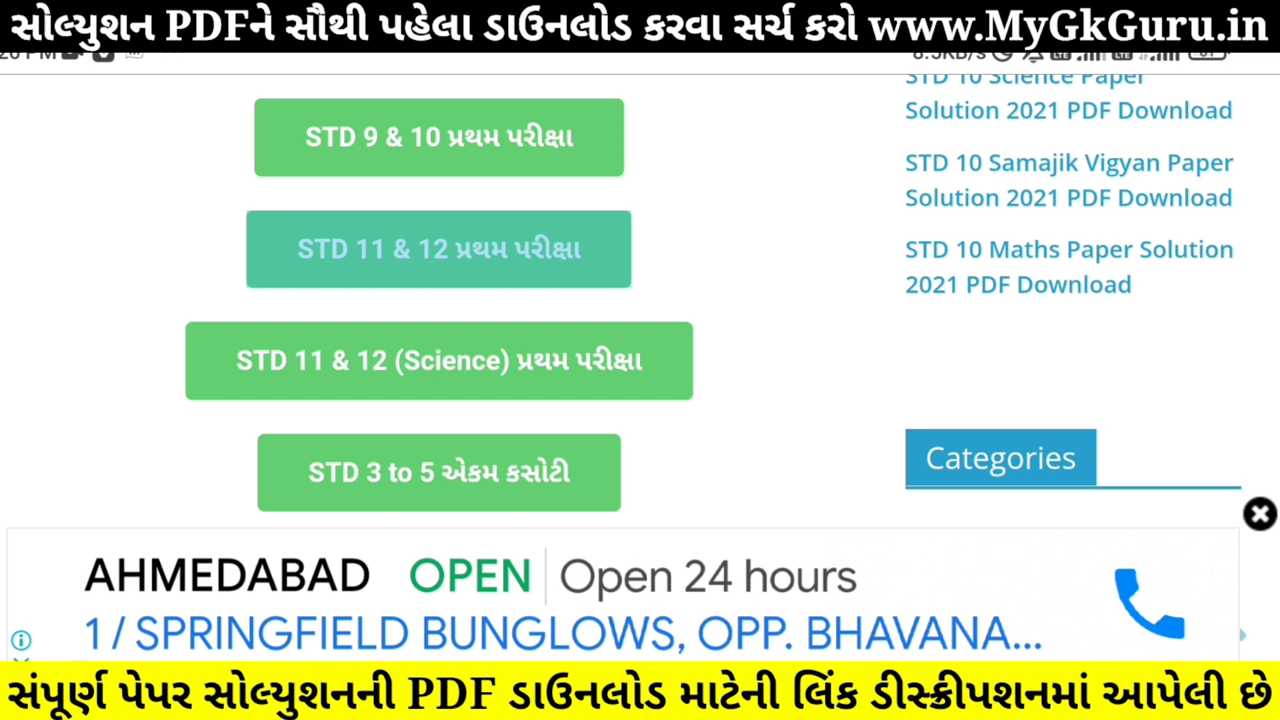 સોલ્યુશન PDFને સૌથી પહેલા ડાઉનલોડ કરવા સર્ચ કરો www.MyGkGuru.in
STD 9 & 10 પ્રથમ પરીક્ષા
STD 11 & 12 પ્રથમ પરીક્ષા
STD 11 & 12 (Science) પ્રથમ પરીક્ષા
STD 3 to 5 એકમ કસોટી
STD 10 Science Paper
Solution 2021 PDF Download
STD 10 Samajik Vigyan Paper
Solution 2021 PDF Download
STD 10 Maths Paper Solution
2021 PDF Download
Categories
AHMEDABAD OPEN Open 24 hours
1 / SPRINGFIELD BUNGLOWS, OPP. BHAVANA...
સંપૂર્ણ પેપર સોલ્યુશનની PDF ડાઉનલોડ માટેની લિંક ડીસ્ક્રીપશનમાં આપેલી છે